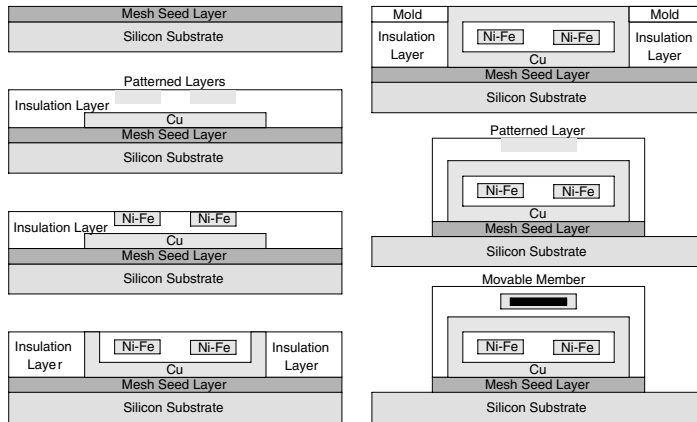 Mesh Seed Layer
Silicon Substrate
Patterned Layers
Insulation Layer
Cu
Mesh Seed Layer
Silicon Substrate
Ni-Fe Ni-Fe
Insulation Layer
Cu
Mesh Seed Layer
Silicon Substrate
Insulation Layer
Ni-Fe Ni-Fe
Insulation Layer
Cu
Mesh Seed Layer
Silicon Substrate
Mold Mold
Insulation Layer
Ni-Fe Ni-Fe
Insulation Layer
Cu
Mesh Seed Layer
Silicon Substrate
Patterned Layer
Ni-Fe Ni-Fe
Cu
Mesh Seed Layer
Silicon Substrate
Movable Member
Ni-Fe Ni-Fe
Cu
Mesh Seed Layer
Silicon Substrate